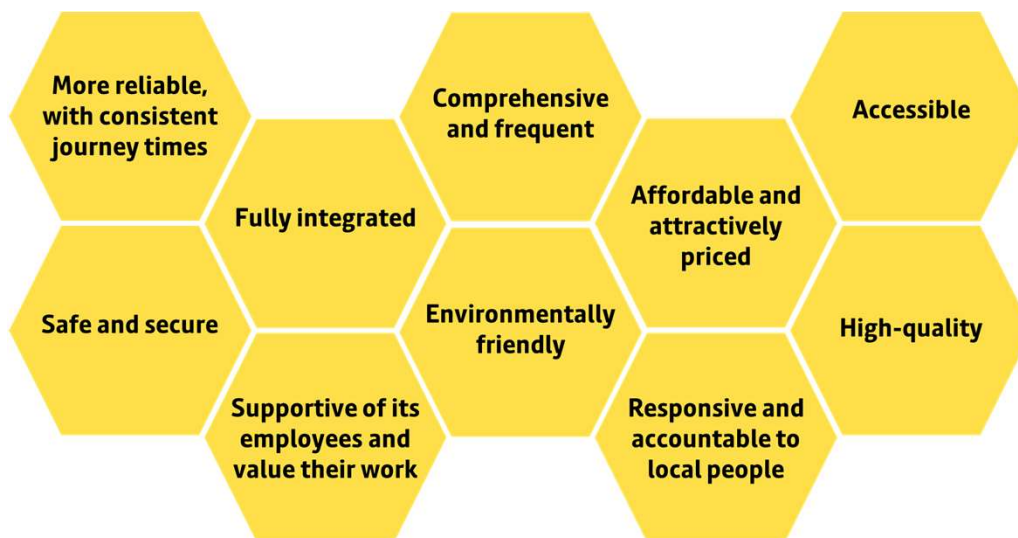 More reliable,
with consistent
journey times
Comprehensive
and frequent
Accessible
Fully integrated
Affordable and
attractively
priced
Safe and secure
Environmentally
friendly
High-quality
Supportive of its
employees and
value their work
Responsive and
accountable to
local people